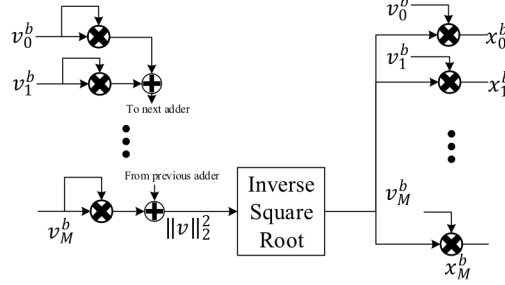 v_0^b
v_1^b
To next adder
From previous adder
v_M^b
‖v‖_2^2
Inverse
Square
Root
v_0^b
x_0^b
v_1^b
x_1^b
v_M^b
x_M^b